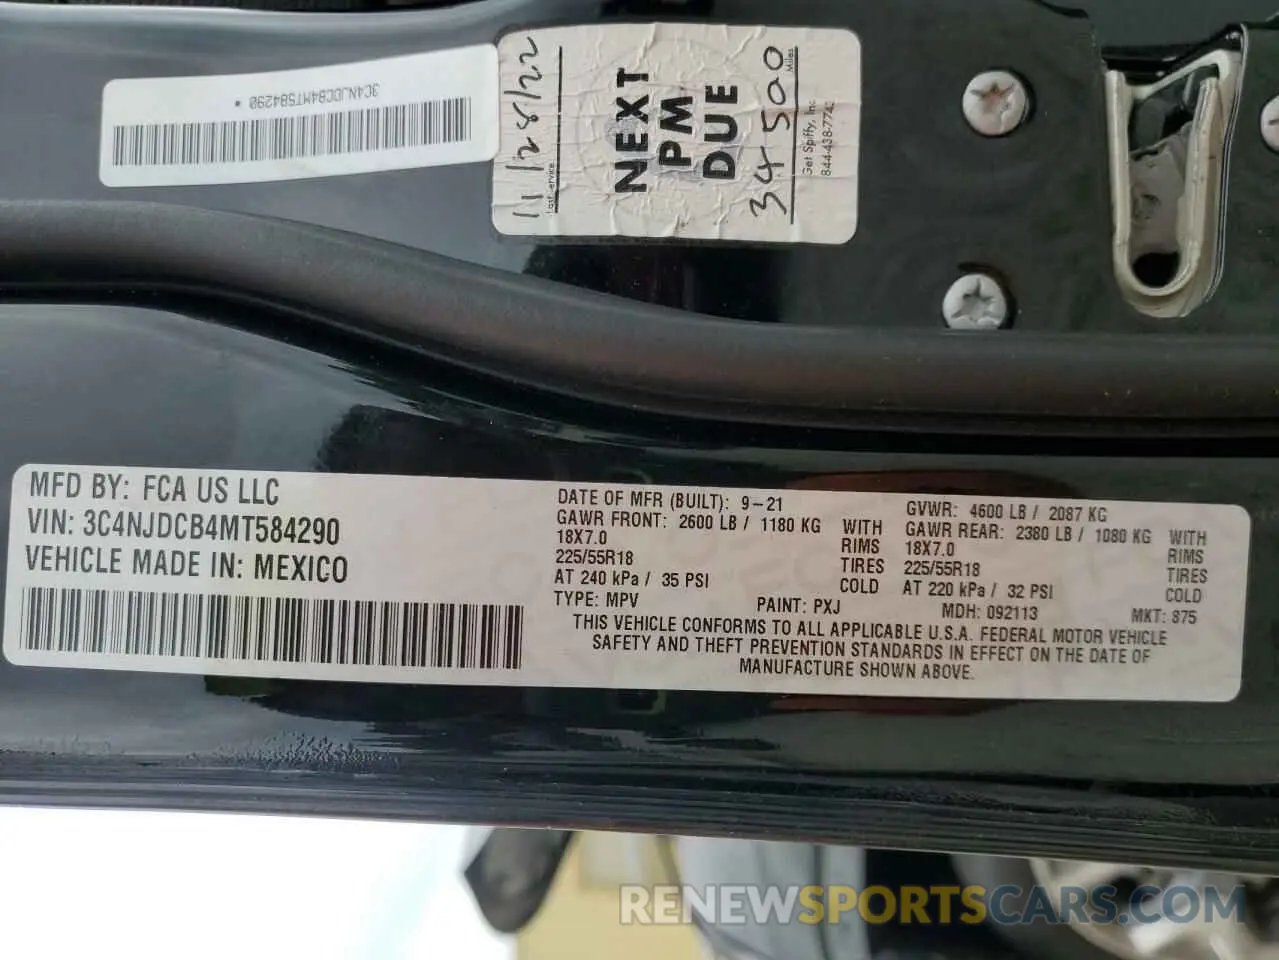 3C4NJDCB4MT584290 *
11/28/22
Last Service
NEXT
PM
DUE
34500
Miles
Get Spiffy, Inc.
844-438-7743
MFD BY: FCA US LLC
VIN: 3C4NJDCB4MT584290
VEHICLE MADE IN: MEXICO
DATE OF MFR (BUILT): 9-21
GAWR FRONT: 2600 LB / 1180 KG WITH
18X7.0 RIMS
225/55R18 TIRES
AT 240 kPa / 35 PSI COLD
GVWR: 4600 LB / 2087 KG
GAWR REAR: 2380 LB / 1080 KG WITH
18X7.0 RIMS
225/55R18 TIRES
AT 220 kPa / 32 PSI COLD
TYPE: MPV PAINT: PXJ MDH: 092113 MKT: 875
THIS VEHICLE CONFORMS TO ALL APPLICABLE U.S.A. FEDERAL MOTOR VEHICLE
SAFETY AND THEFT PREVENTION STANDARDS IN EFFECT ON THE DATE OF
MANUFACTURE SHOWN ABOVE.
RENEWSPORTSCARS.COM